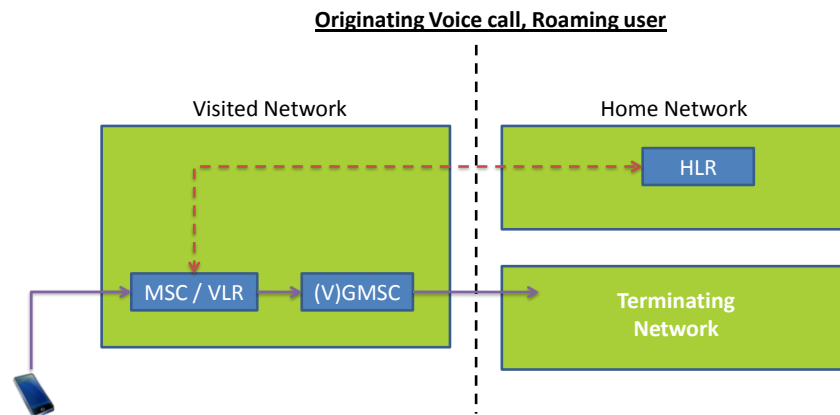 Originating Voice call, Roaming user
Visited Network
Home Network
HLR
MSC / VLR
(V)GMSC
Terminating
Network